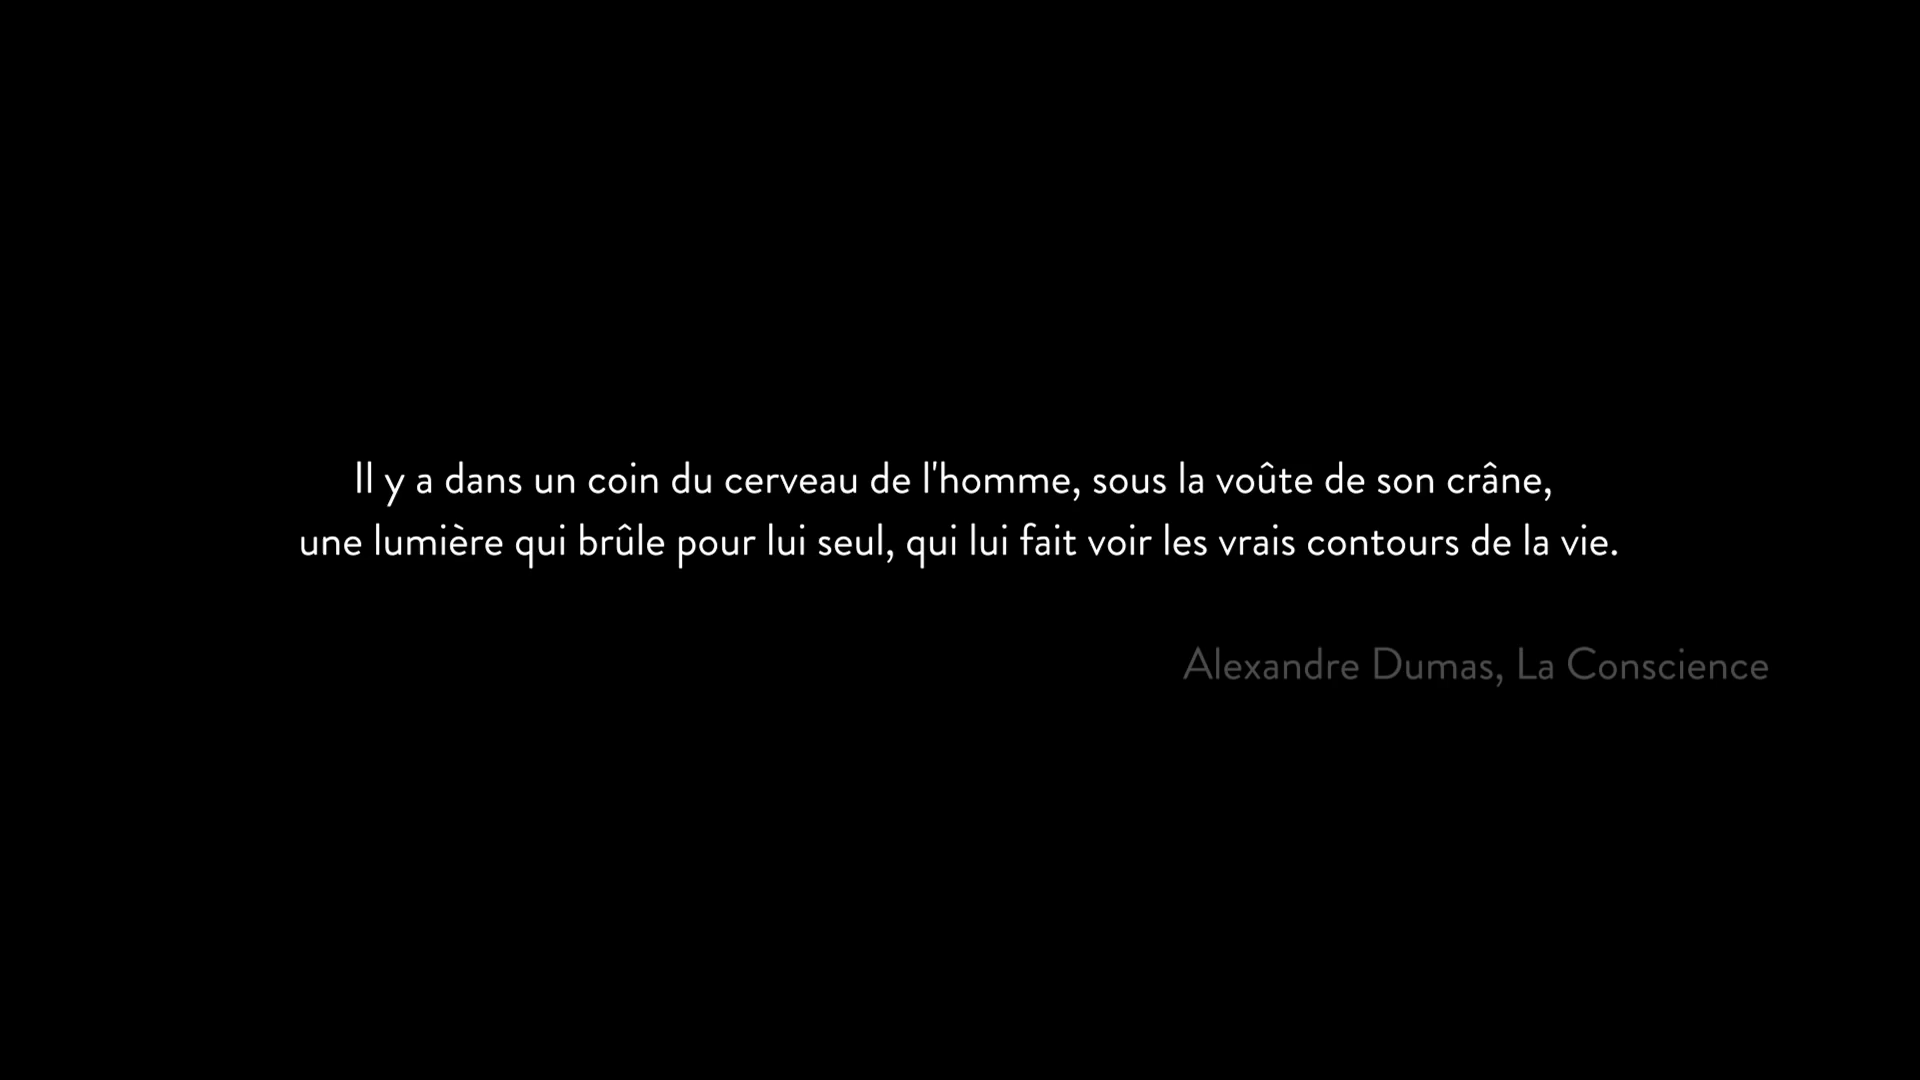 Il y a dans un coin du cerveau de l'homme, sous la voûte de son crâne,
une lumière qui brûle pour lui seul, qui lui fait voir les vrais contours de la vie.
Alexandre Dumas, La Conscience